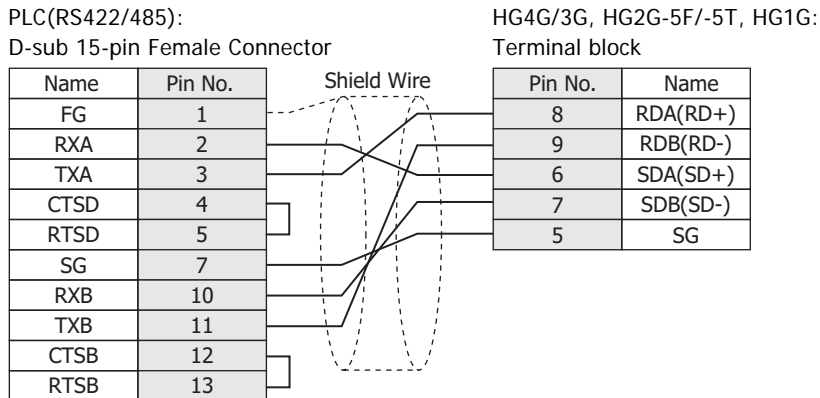 PLC(RS422/485):
D-sub 15-pin Female Connector
HG4G/3G, HG2G-5F/-5T, HG1G:
Terminal block
Name Pin No. Shield Wire Pin No. Name
FG 1 8 RDA(RD+)
RXA 2 9 RDB(RD-)
TXA 3 6 SDA(SD+)
CTSD 4 7 SDB(SD-)
RTSD 5 5 SG
SG 7
RXB 10
TXB 11
CTSB 12
RTSB 13